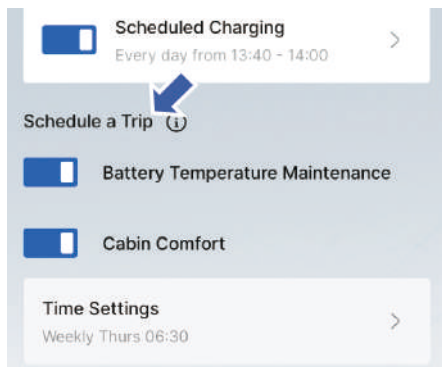 Scheduled Charging
Every day from 13:40 - 14:00
Schedule a Trip
Battery Temperature Maintenance
Cabin Comfort
Time Settings
Weekly Thurs 06:30